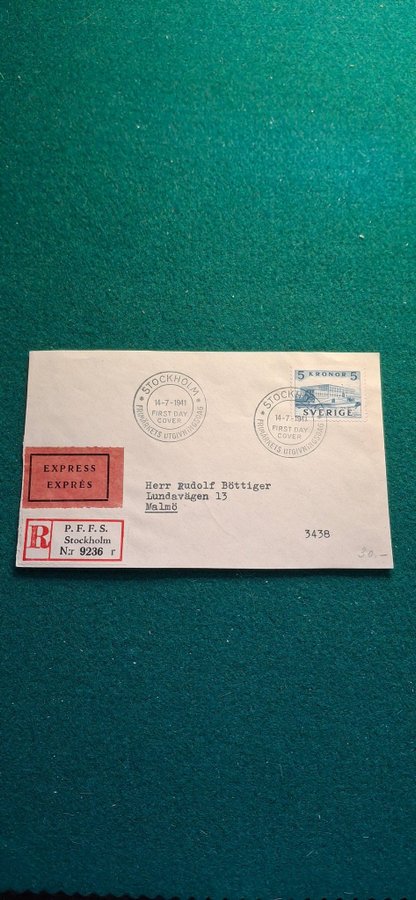 STOCKHOLM
14-7-1941
FIRST DAY
COVER
FRIMÄRKETS UTGIVNINGSDAG
STOCKHOLM
14-7-1941
FIRST DAY
COVER
FRIMÄRKETS UTGIVNINGSDAG
5 KRONOR 5
SVERIGE
EXPRESS
EXPRÈS
Herr Rudolf Böttiger
Lundavägen 13
Malmö
R
P. F. F. S.
Stockholm
N:r 9236 r
3438
30.-